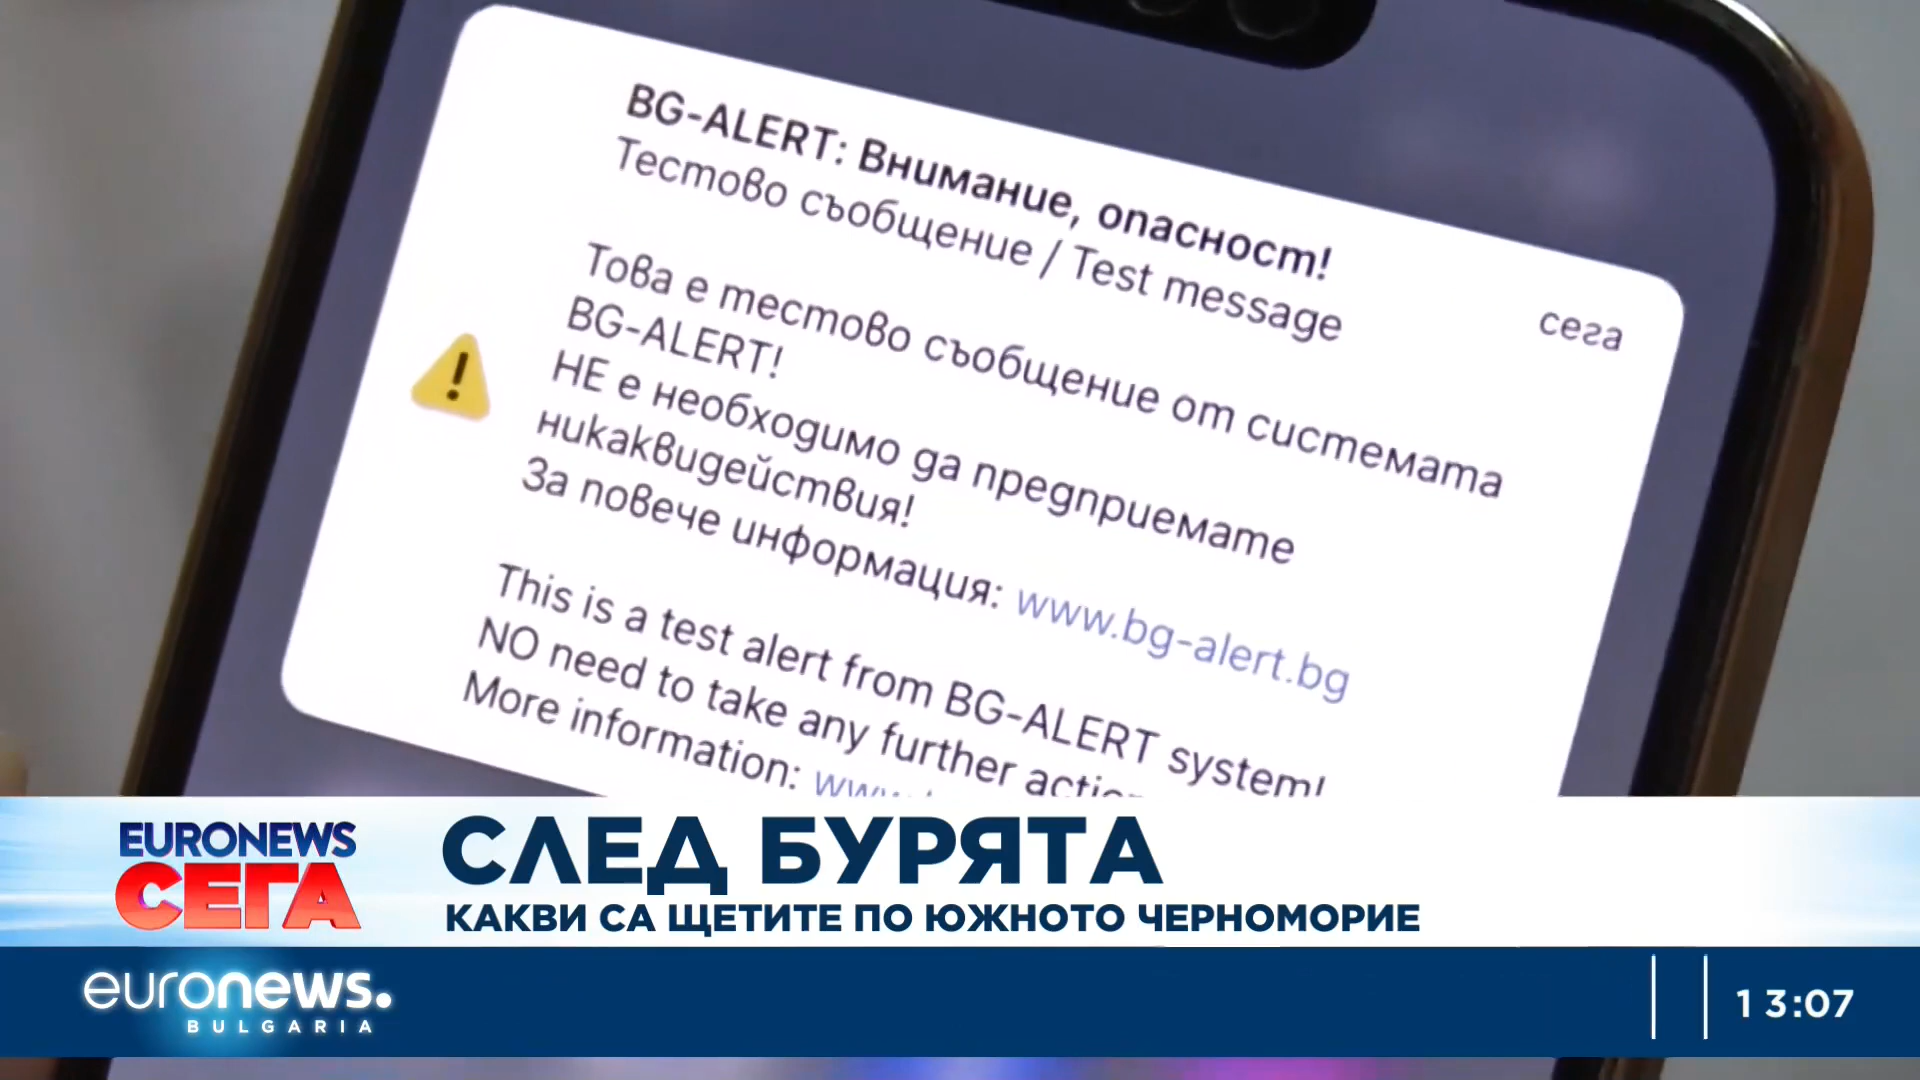 BG-ALERT: Внимание, опасност!
Тестово съобщение / Test message
сега
Това е тестово съобщение от системата
BG-ALERT!
НЕ е необходимо да предприемате
никаквидействия!
За повече информация: www.bg-alert.bg
This is a test alert from BG-ALERT system!
NO need to take any further
More information:
EURONEWS
СЕГА
СЛЕД БУРЯТА
КАКВИ СА ЩЕТИТЕ ПО ЮЖНОТО ЧЕРНОМОРИЕ
euronews.
BULGARIA
13:07